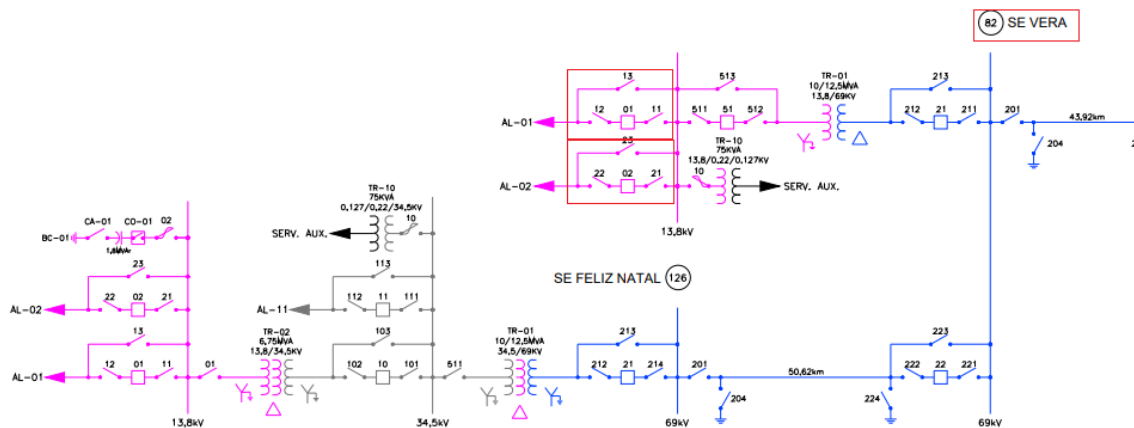 82 SE VERA
13
513
TR-01
10/12,5MVA
13,8/69KV
213
AL-01
12 01 11
511 51 512
212 21 211
201
43,92km
204
2
23
TR-10
75KVA
13,8/0,22/0,127KV
AL-02
22 02 21
10
SERV. AUX.
13,8kV
TR-10
75KVA
0,127/0,22/34,5KV
CA-01 CO-01 02
10
BC-01
SERV. AUX.
SE FELIZ NATAL 126
23
113
AL-02
22 02 21
AL-11
112 11 111
13
TR-02
6,75MVA
13,8/34,5KV
103
TR-01
10/12,5MVA
34,5/69KV
213
223
AL-01
12 01 11
01
102 10 101
511
212 21 214
201
50,62km
222 22 221
204
224
13,8kV
34,5kV
69kV
69kV